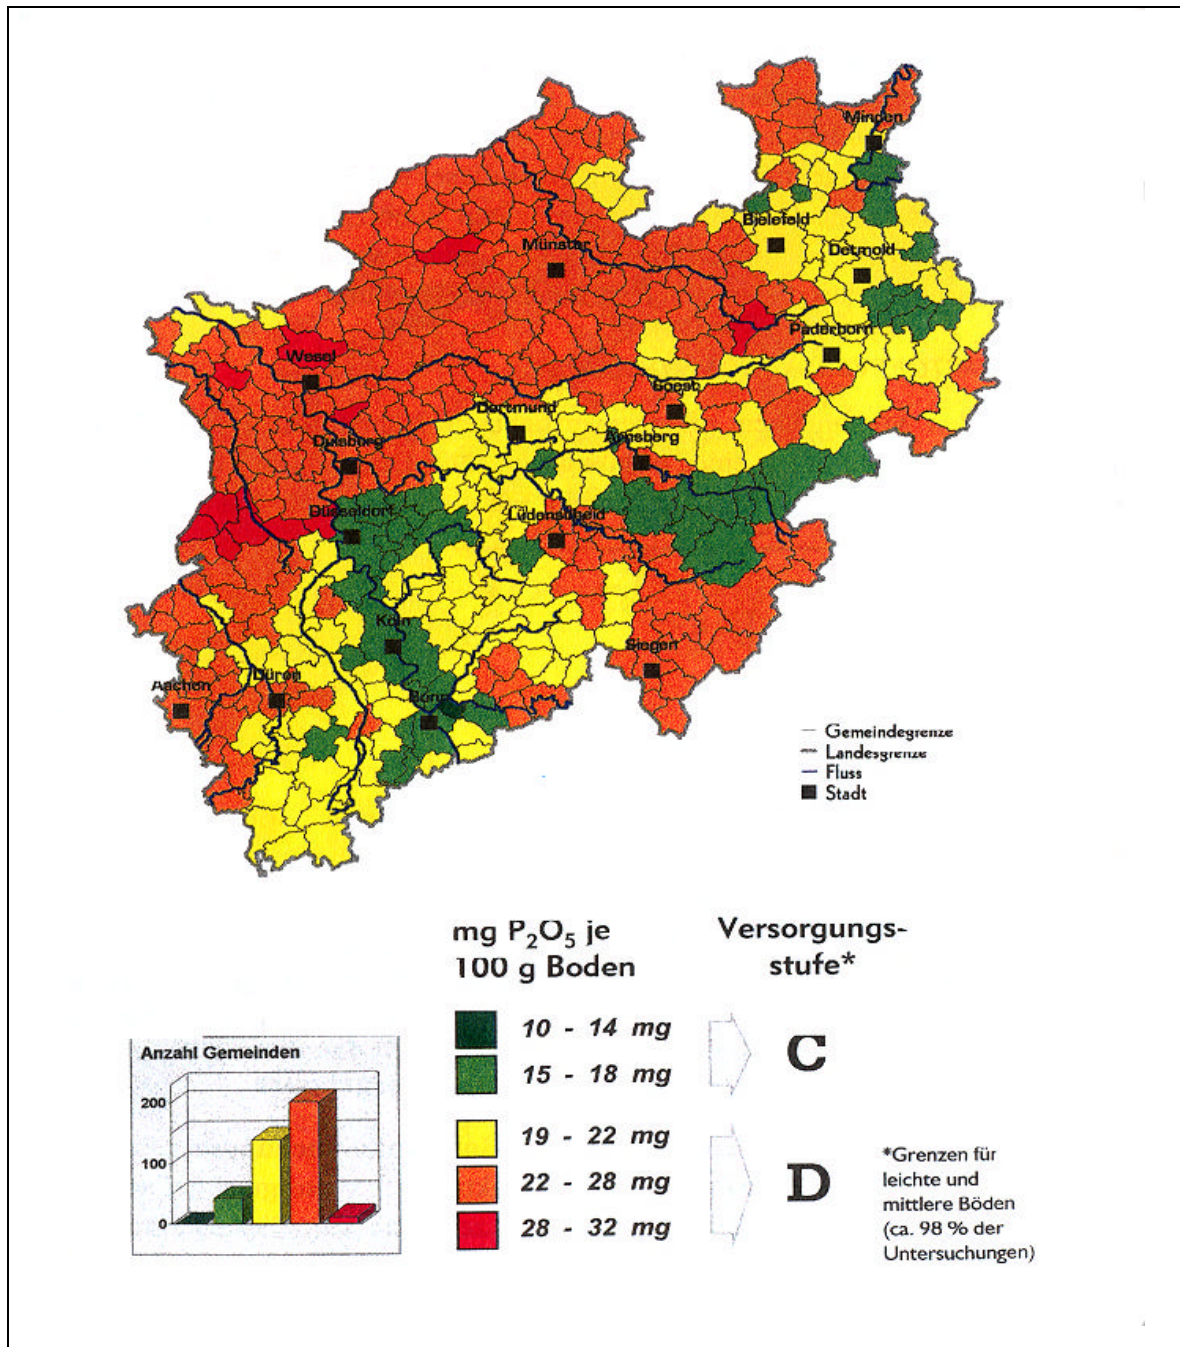 Minden
Bielefeld
Münster
Detmold
Paderborn
Wesel
Soest
Dortmund
Arnsberg
Duisburg
Düsseldorf
Lüdenscheid
Köln
Siegen
Düren
Aachen
Bonn
Gemeindegrenze
Landesgrenze
Fluss
Stadt
mg P₂O₅ je
100 g Boden
Versorgungs-
stufe*
10 - 14 mg
C
15 - 18 mg
19 - 22 mg
22 - 28 mg
D
28 - 32 mg
*Grenzen für
leichte und
mittlere Böden
(ca. 98 % der
Untersuchungen)
Anzahl Gemeinden
200
100
0